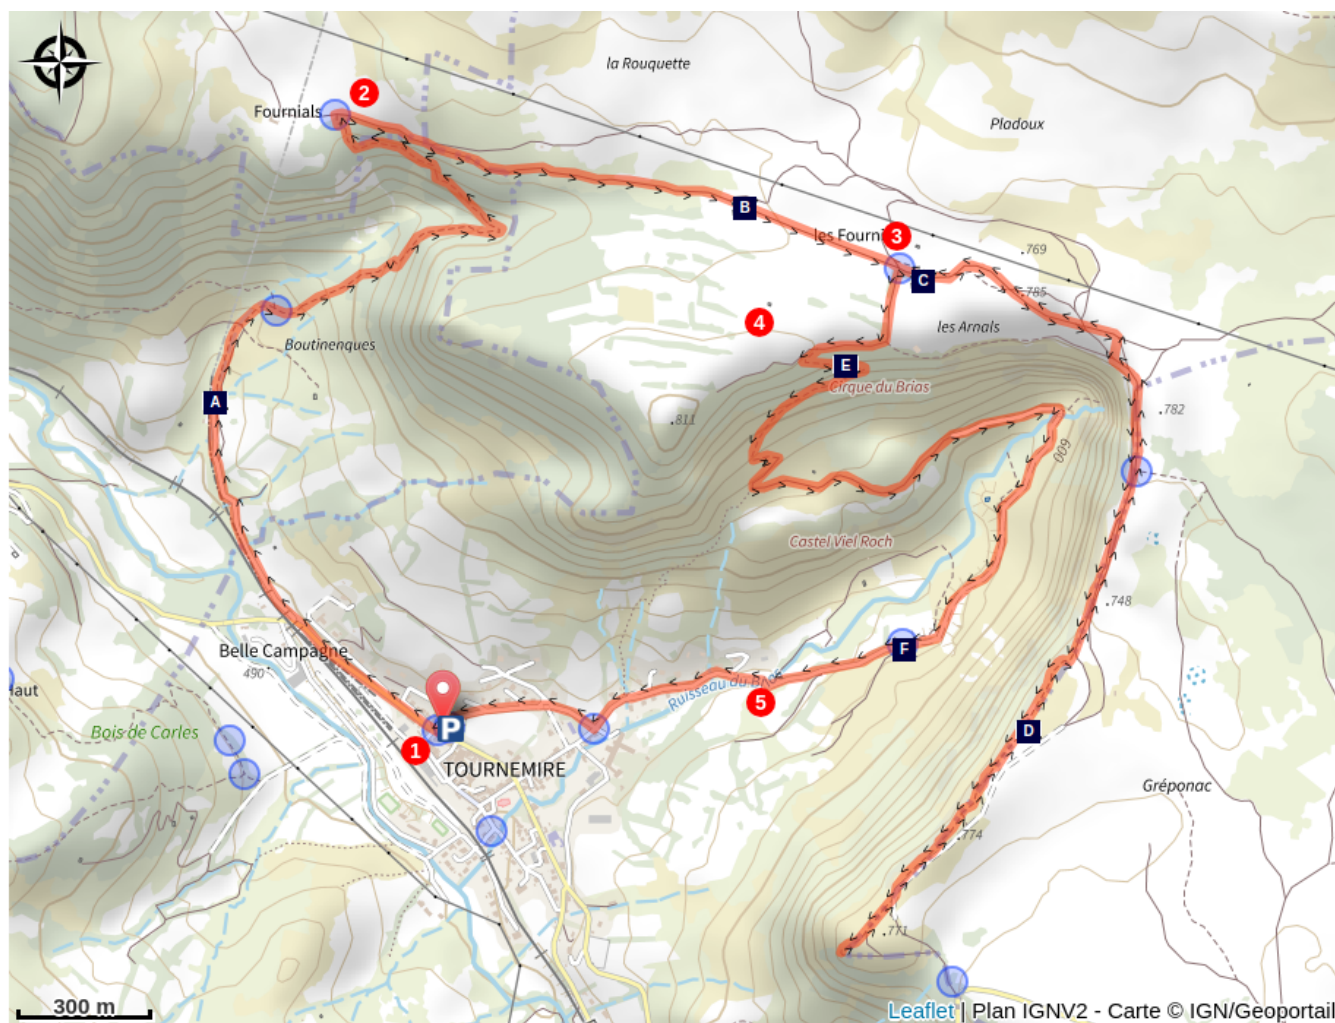 la Rouquette
2
Fournials
Pladoux
B
3
les Fourni
769
C
785
4
les Arnals
Boutinenques
E
Cirque du Brias
A
782
811
600
Castel Viel Roch
748
Belle Campagne
F
490
Haut
Ruisseau du B
5
P
Bois de Carles
D
1
TOURNEMIRE
Gréponac
774
771
300 m
Leaflet | Plan IGNV2 - Carte © IGN/Geoportail